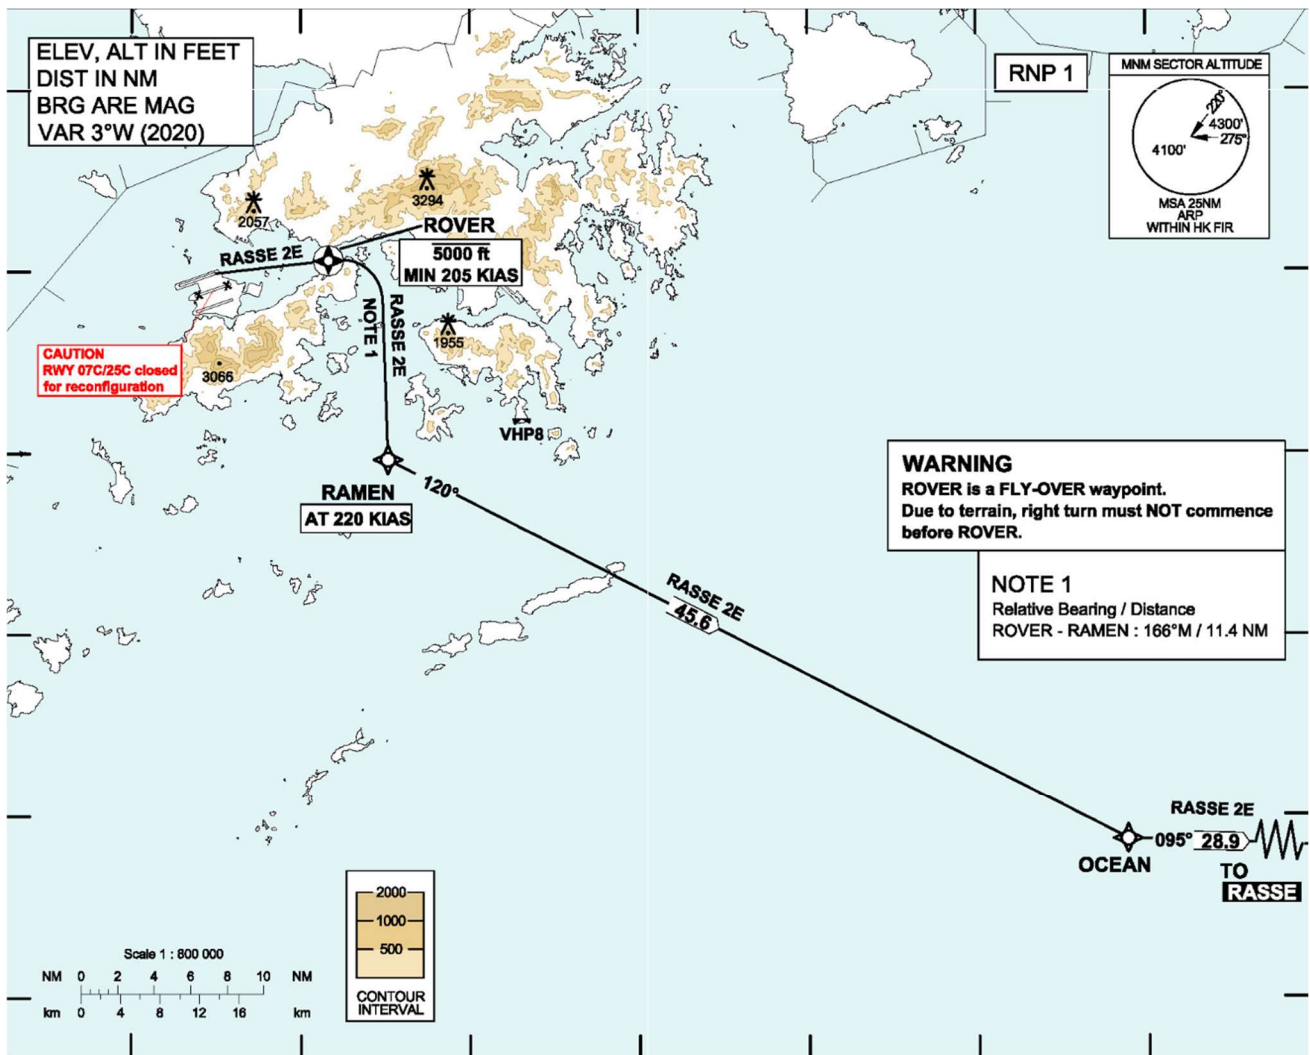 ELEV, ALT IN FEET
DIST IN NM
BRG ARE MAG
VAR 3°W (2020)
RNP 1
MNM SECTOR ALTITUDE
220°
4300'
275°
4100'
MSA 25NM
ARP
WITHIN HK FIR
3294
2057
ROVER
5000 ft
MIN 205 KIAS
RASSE 2E
RASSE 2E
NOTE 1
1955
CAUTION
RWY 07C/25C closed
for reconfiguration
3066
VHP8
RAMEN
AT 220 KIAS
120°
WARNING
ROVER is a FLY-OVER waypoint.
Due to terrain, right turn must NOT commence
before ROVER.
NOTE 1
Relative Bearing / Distance
ROVER - RAMEN : 166°M / 11.4 NM
RASSE 2E
45.6
RASSE 2E
OCEAN
095° 28.9
TO
RASSE
2000
1000
500
CONTOUR
INTERVAL
Scale 1 : 800 000
NM 0 2 4 6 8 10 NM
km 0 4 8 12 16 km